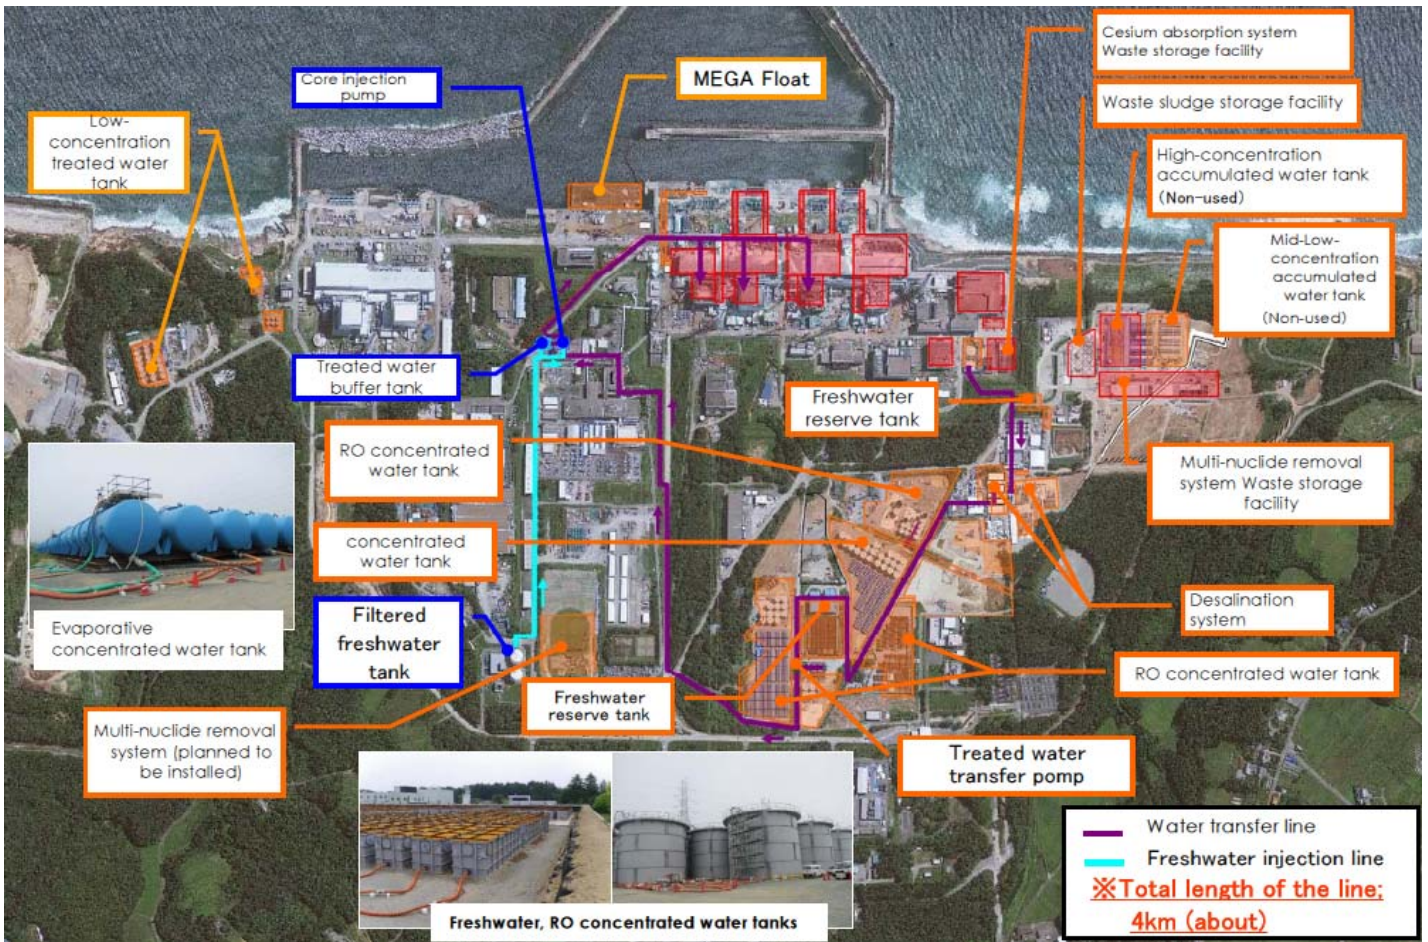 Cesium absorption system
Waste storage facility
Core injection
pump
MEGA Float
Waste sludge storage facility
Low-
concentration
treated water
tank
High-concentration
accumulated water tank
(Non-used)
Mid-Low-
concentration
accumulated
water tank
(Non-used)
Treated water
buffer tank
Freshwater
reserve tank
RO concentrated
water tank
Multi-nuclide removal
system Waste storage
facility
concentrated
water tank
Desalination
system
Filtered
freshwater
tank
Evaporative
concentrated water tank
RO concentrated water tank
Freshwater
reserve tank
Multi-nuclide removal
system (planned to
be installed)
Treated water
transfer pomp
Water transfer line
Freshwater injection line
※Total length of the line;
4km (about)
Freshwater, RO concentrated water tanks